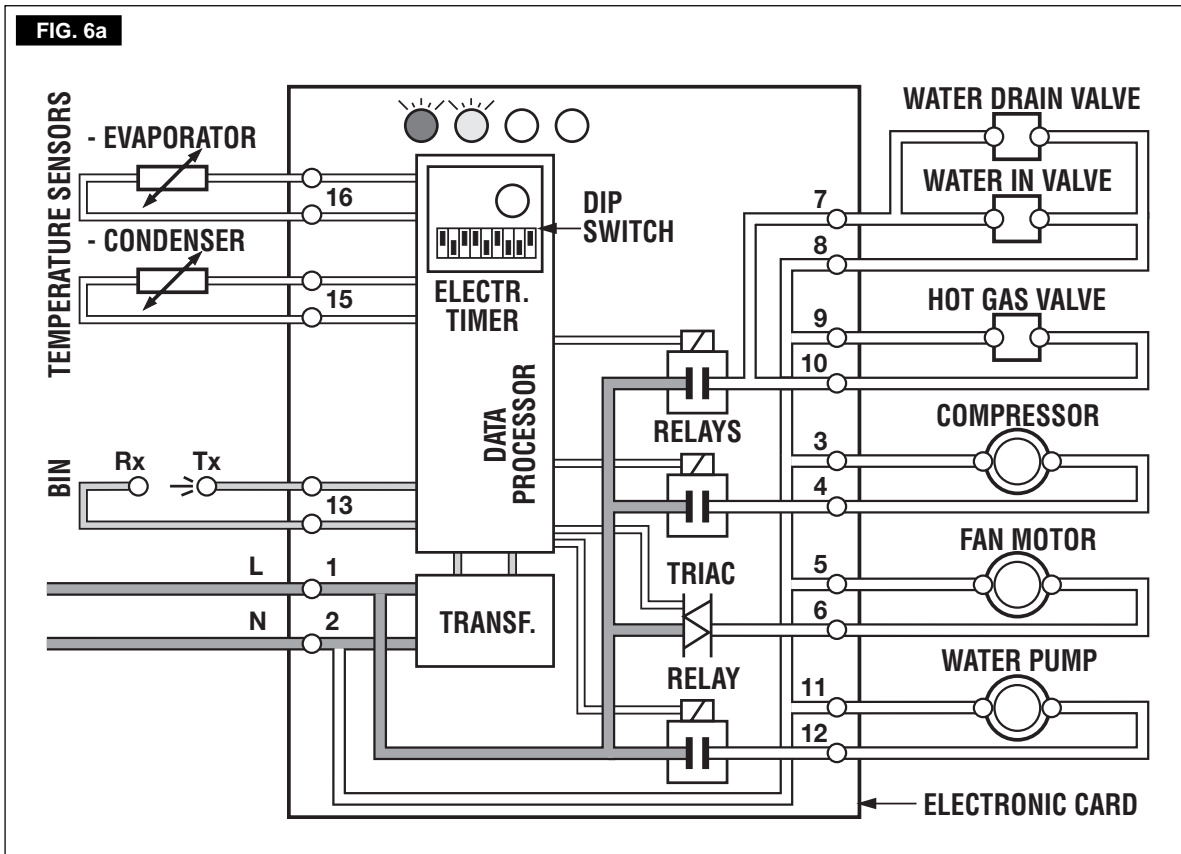 FIG. 6a
TEMPERATURE SENSORS
- EVAPORATOR
16
- CONDENSER
15
BIN
Rx
Tx
13
L
1
N
2
DIP
SWITCH
ELECTR.
TIMER
DATA
PROCESSOR
TRANSF.
RELAYS
TRIAC
RELAY
WATER DRAIN VALVE
WATER IN VALVE
7
8
HOT GAS VALVE
9
10
COMPRESSOR
3
4
FAN MOTOR
5
6
WATER PUMP
11
12
ELECTRONIC CARD